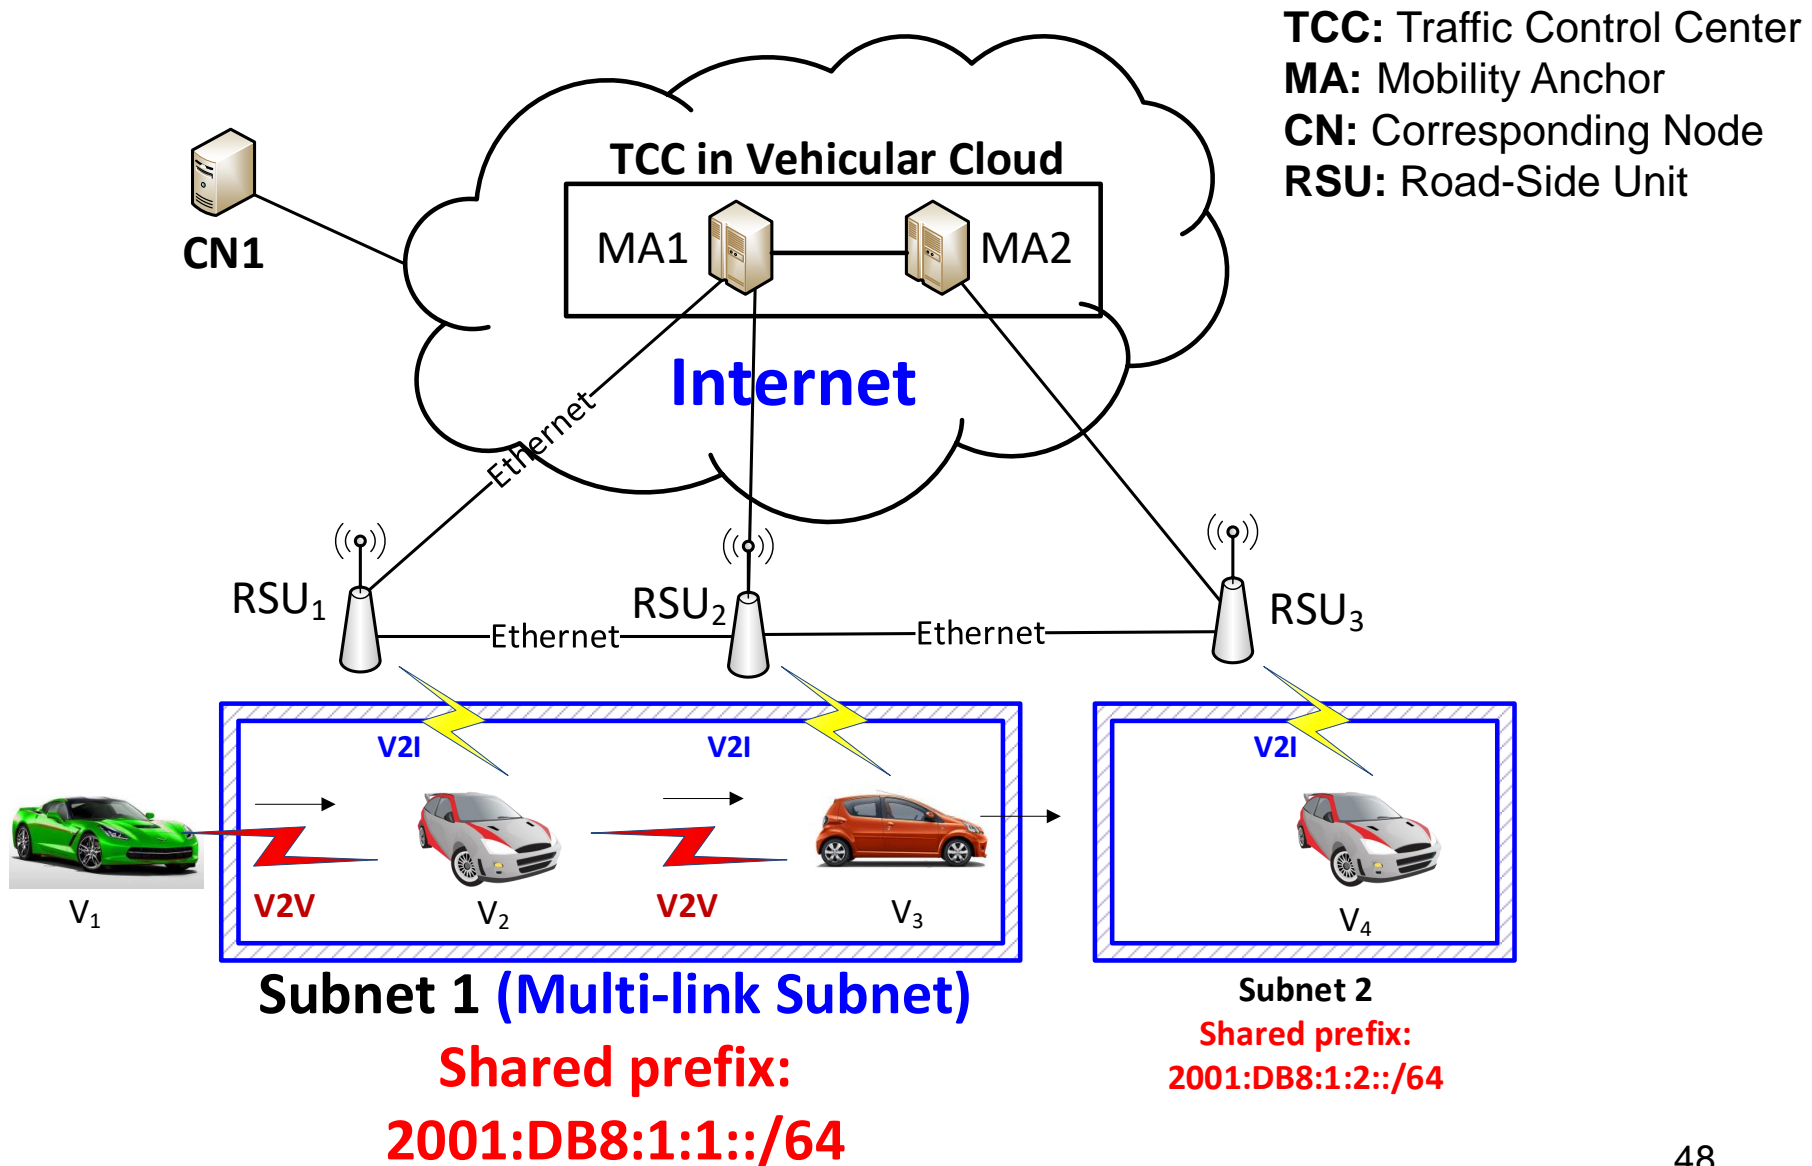 TCC: Traffic Control Center
MA: Mobility Anchor
CN: Corresponding Node
RSU: Road-Side Unit
TCC in Vehicular Cloud
MA1
MA2
CN1
Internet
Ethernet
RSU1
RSU2
RSU3
Ethernet
Ethernet
V2I
V2I
V2I
V2V
V2V
V1
V2
V3
V4
Subnet 1 (Multi-link Subnet)
Shared prefix:
2001:DB8:1:1::/64
Subnet 2
Shared prefix:
2001:DB8:1:2::/64
48